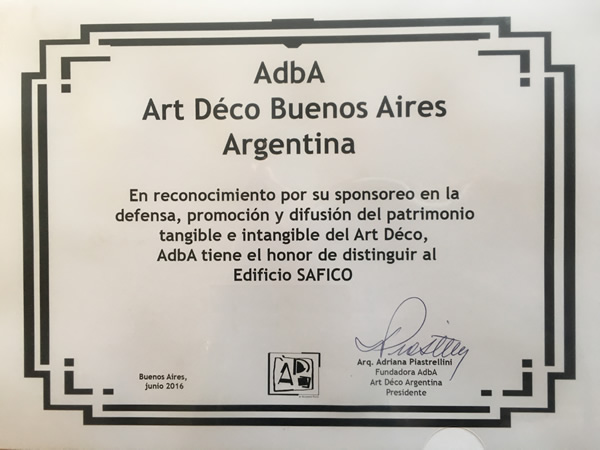 AdbA
Art Déco Buenos Aires
Argentina
En reconocimiento por su sponsoreo en la
defensa, promoción y difusión del patrimonio
tangible e intangible del Art Déco,
AdbA tiene el honor de distinguir al
Edificio SAFICO
Buenos Aires,
junio 2016
Arq. Adriana Piastrellini
Fundadora AdbA
Art Déco Argentina
Presidente